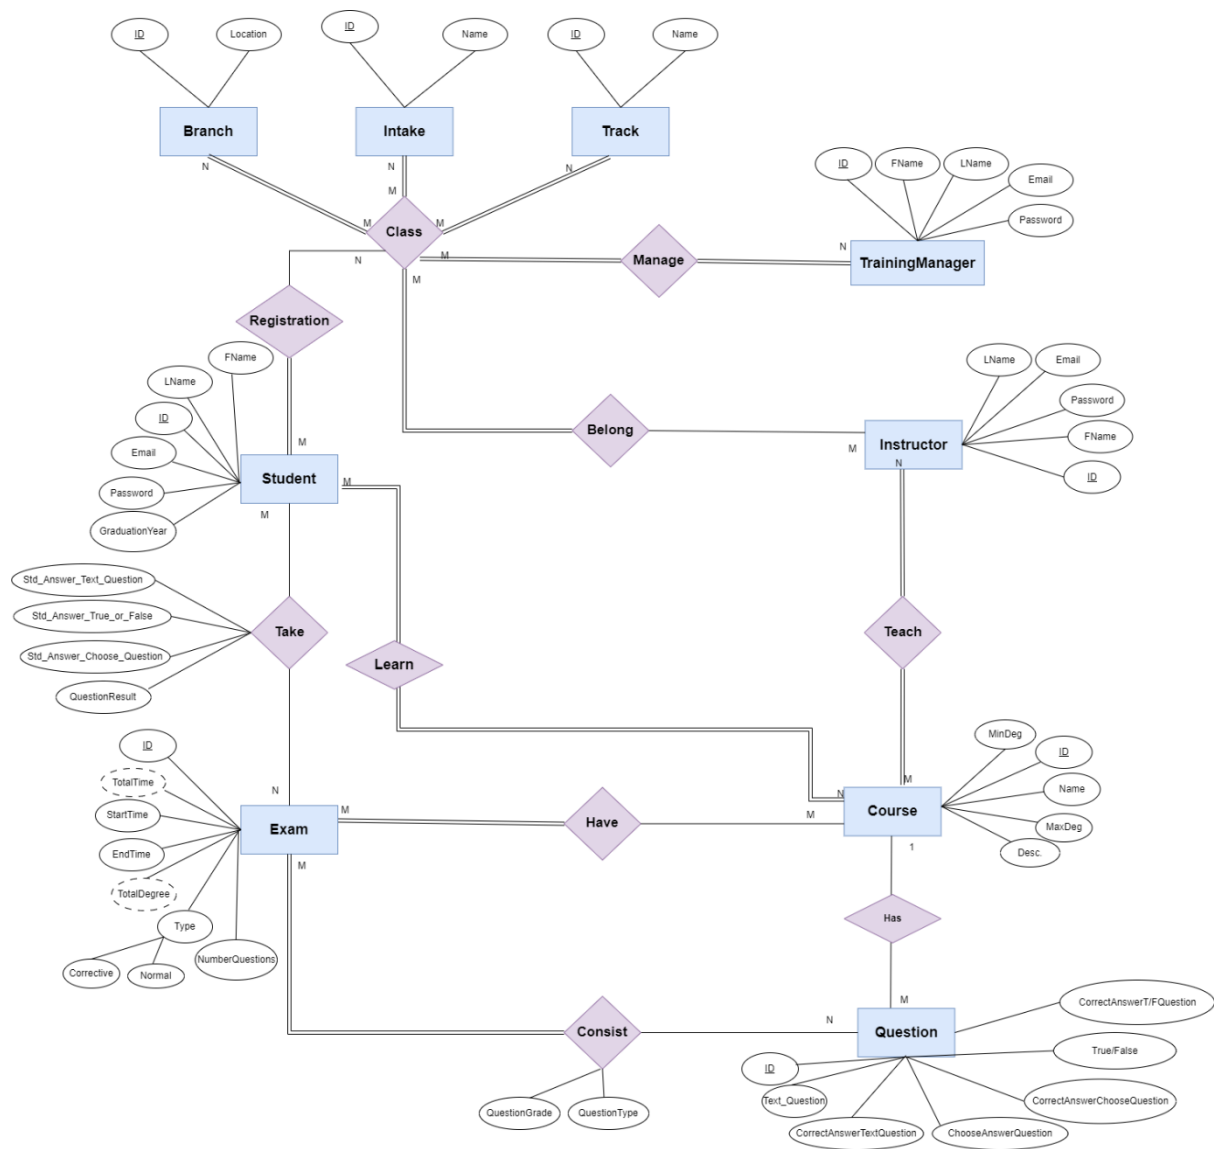 ID
Location
ID
Name
ID
Name
Branch
Intake
Track
N
N
N
M
M
M
Class
N
M
M
ID
FName
LName
Email
Password
N
TrainingManager
Manage
Registration
FName
LName
ID
Email
Password
GraduationYear
M
Student
M
M
Belong
M
Instructor
N
LName
Email
Password
FName
ID
Std_Answer_Text_Question
Std_Answer_True_or_False
Std_Answer_Choose_Question
QuestionResult
Take
Learn
Teach
ID
TotalTime
StartTime
EndTime
TotalDegree
Type
Corrective
Normal
NumberQuestions
N
Exam
M
M
Have
M
N
M
Course
1
MinDeg
ID
Name
MaxDeg
Desc.
Has
M
Consist
N
Question
QuestionGrade
QuestionType
ID
Text_Question
CorrectAnswerTextQuestion
ChooseAnswerQuestion
CorrectAnswerChooseQuestion
True/False
CorrectAnswerT/FQuestion